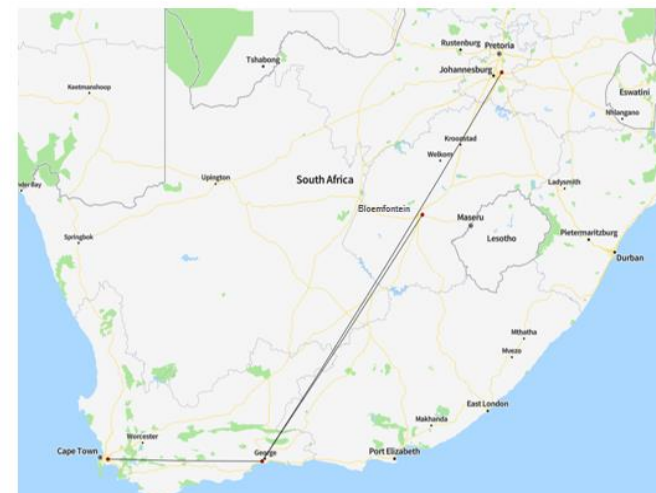 Rustenburg
Pretoria
Tshabong
Johannesburg
Keetmanshoop
Eswatini
Nhlangano
Kroonstad
Welkom
South Africa
Upington
Ladysmith
Bloemfontein
Maseru
Lesotho
Pietermaritzburg
Springbok
Durban
Mthatha
Mvezo
East London
Makhanda
Worcester
Cape Town
George
Port Elizabeth